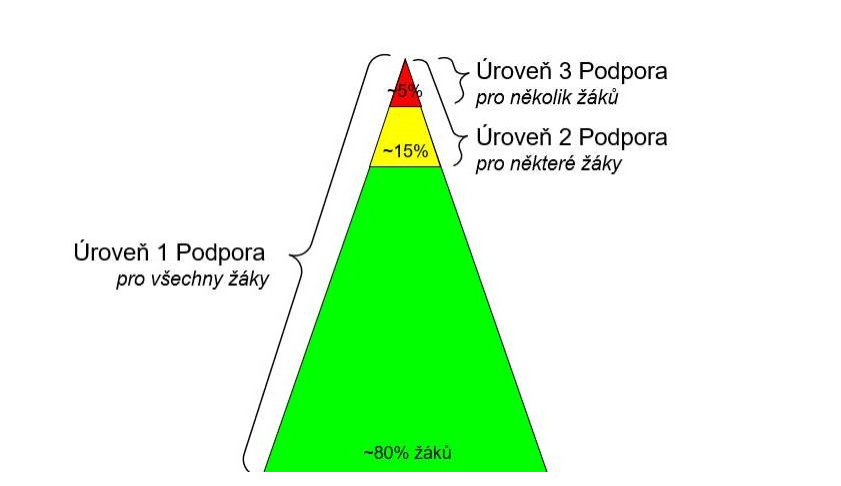 ~5%
Úroveň 3 Podpora
pro několik žáků
Úroveň 2 Podpora
pro některé žáky
~15%
Úroveň 1 Podpora
pro všechny žáky
~80% žáků